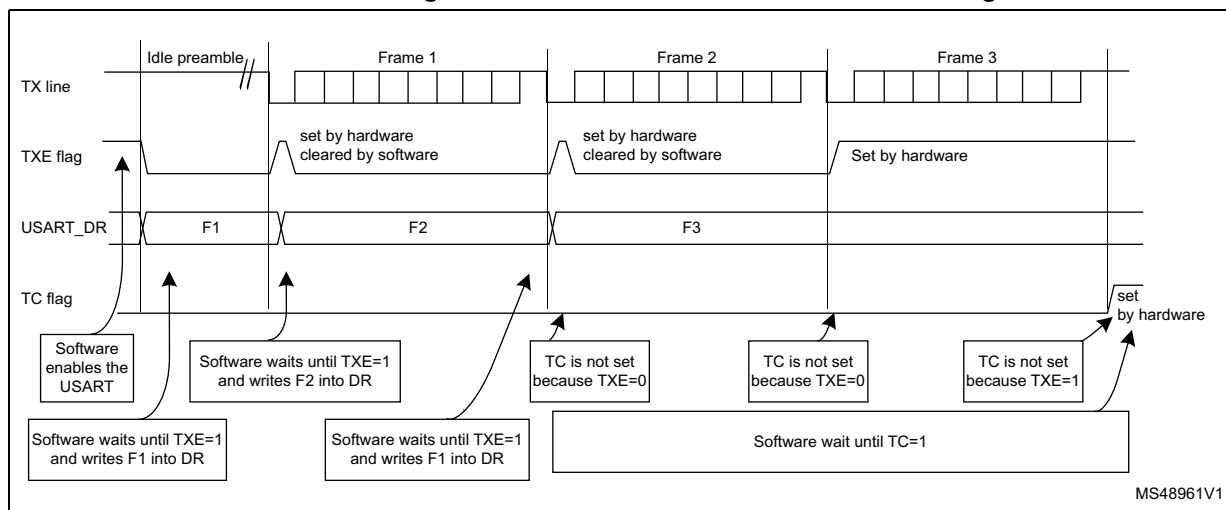 Idle preamble
Frame 1
Frame 2
Frame 3
TX line
TXE flag
set by hardware
cleared by software
set by hardware
cleared by software
Set by hardware
USART_DR
F1
F2
F3
TC flag
set
by hardware
Software
enables the
USART
Software waits until TXE=1
and writes F2 into DR
TC is not set
because TXE=0
TC is not set
because TXE=0
TC is not set
because TXE=1
Software waits until TXE=1
and writes F1 into DR
Software waits until TXE=1
and writes F1 into DR
Software wait until TC=1
MS48961V1